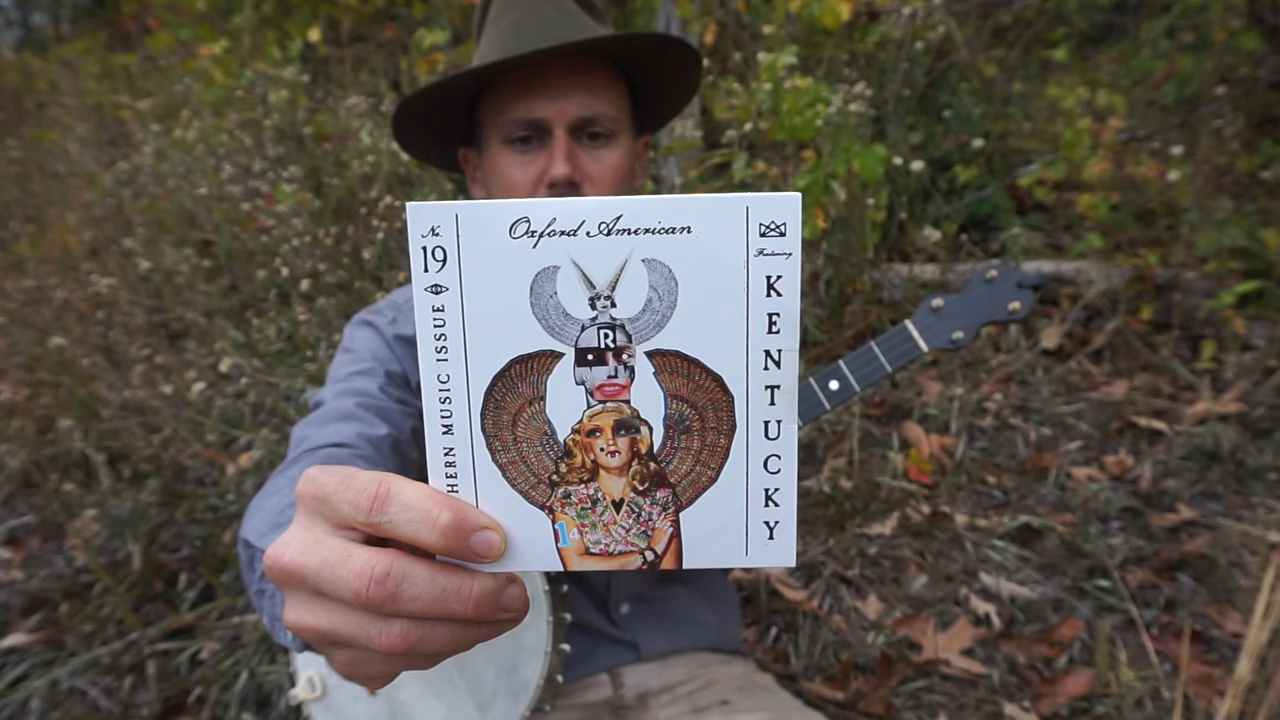 No.
19
HERN MUSIC ISSUE
Oxford American
R
14
Featuring
KENTUCKY